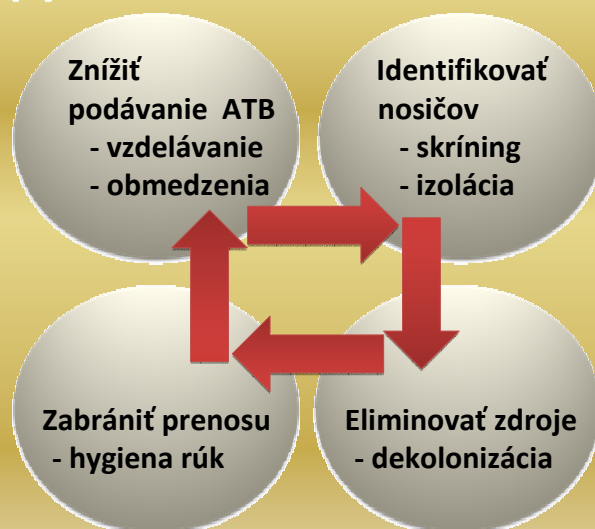 Znížiť
podávanie ATB
- vzdelávanie
- obmedzenia
Identifikovať
nosičov
- skríning
- izolácia
Zabrániť prenosu
- hygiena rúk
Eliminovať zdroje
- dekolonizácia